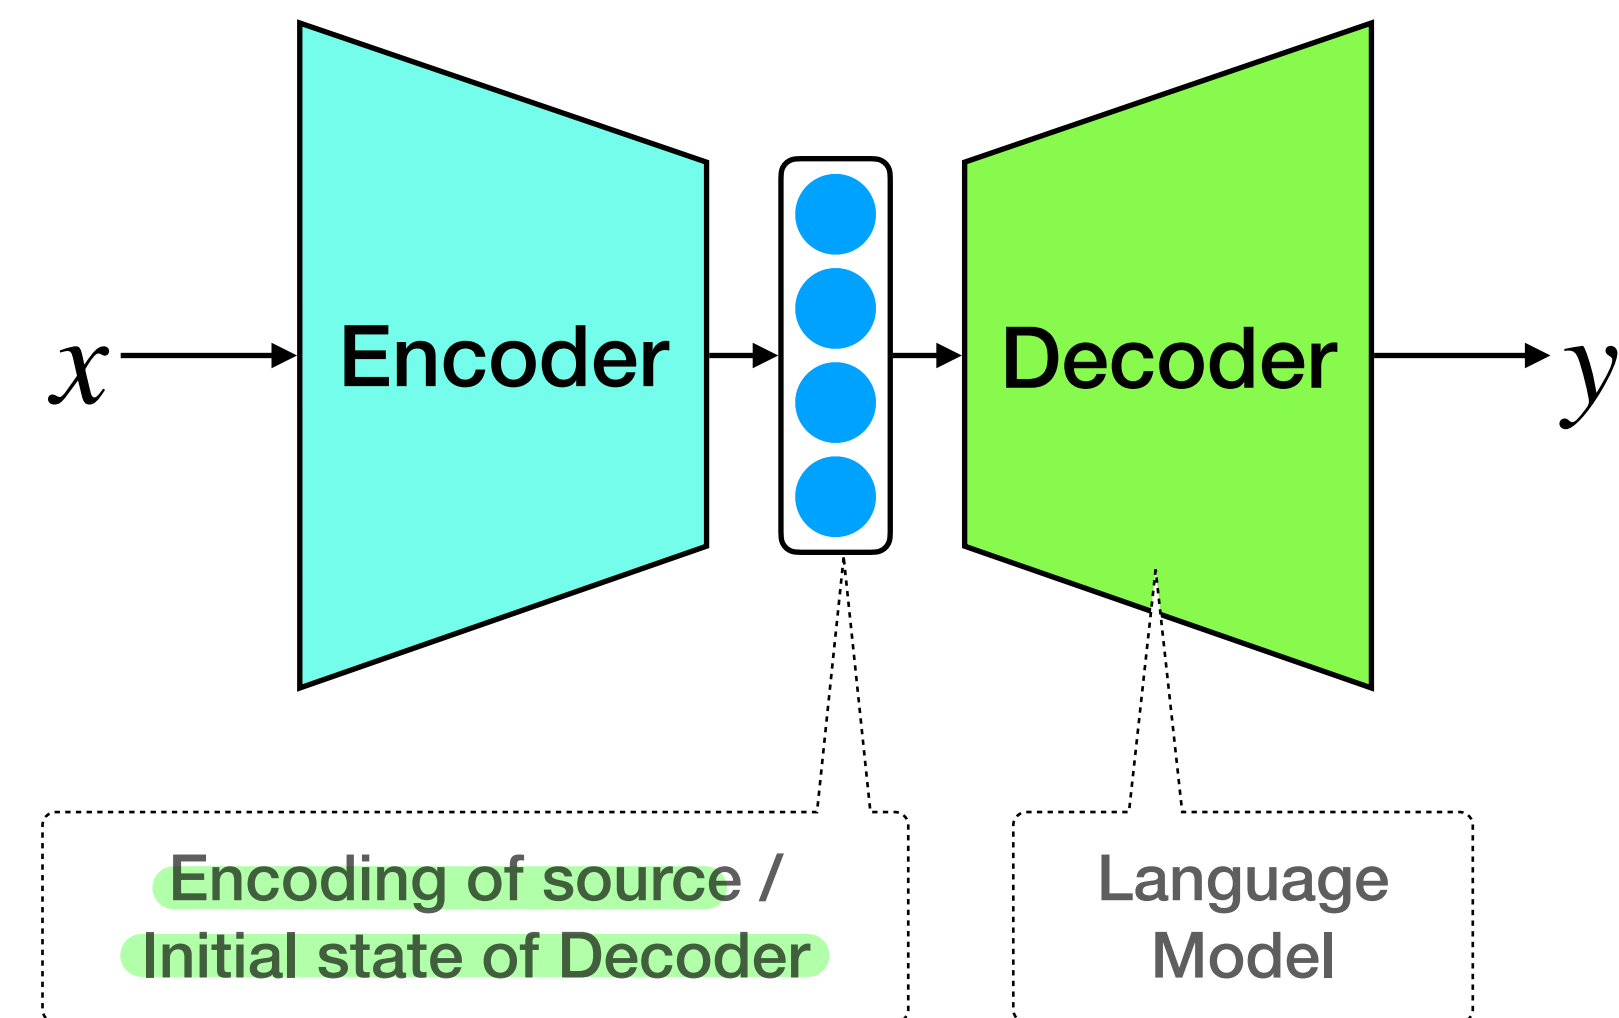 x
Encoder
Decoder
y
Encoding of source /
Initial state of Decoder
Language
Model